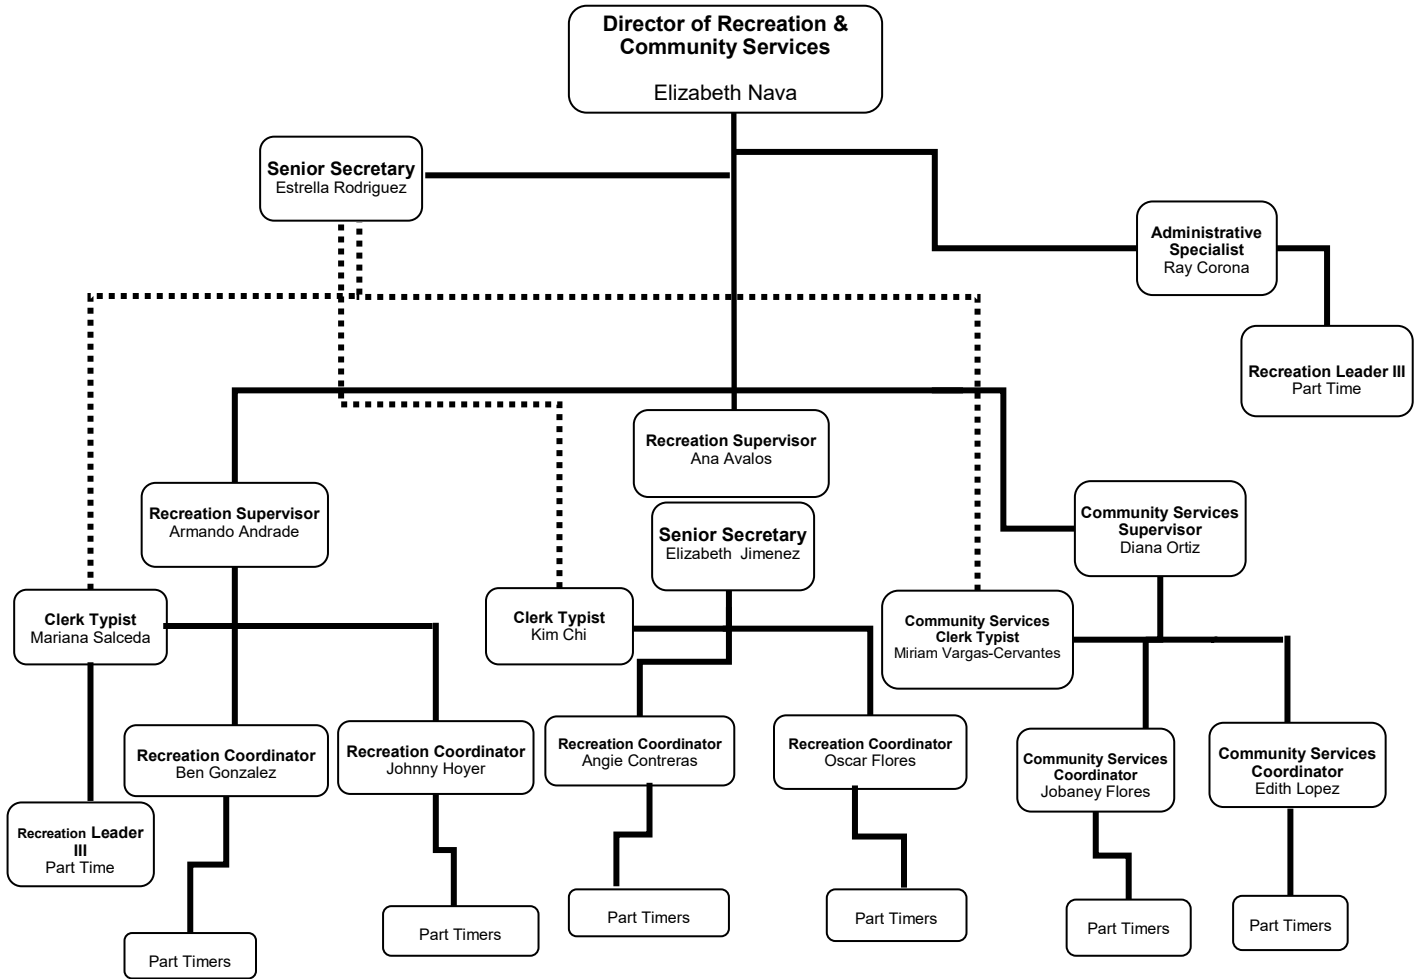 Director of Recreation &
Community Services
Elizabeth Nava
Senior Secretary
Estrella Rodriguez
Administrative
Specialist
Ray Corona
Recreation Leader III
Part Time
Recreation Supervisor
Ana Avalos
Recreation Supervisor
Armando Andrade
Senior Secretary
Elizabeth Jimenez
Community Services
Supervisor
Diana Ortiz
Clerk Typist
Mariana Salceda
Clerk Typist
Kim Chi
Community Services
Clerk Typist
Miriam Vargas-Cervantes
Recreation Coordinator
Ben Gonzalez
Recreation Coordinator
Johnny Hoyer
Recreation Coordinator
Angie Contreras
Recreation Coordinator
Oscar Flores
Community Services
Coordinator
Jobaney Flores
Community Services
Coordinator
Edith Lopez
Recreation Leader
III
Part Time
Part Timers
Part Timers
Part Timers
Part Timers
Part Timers
Part Timers